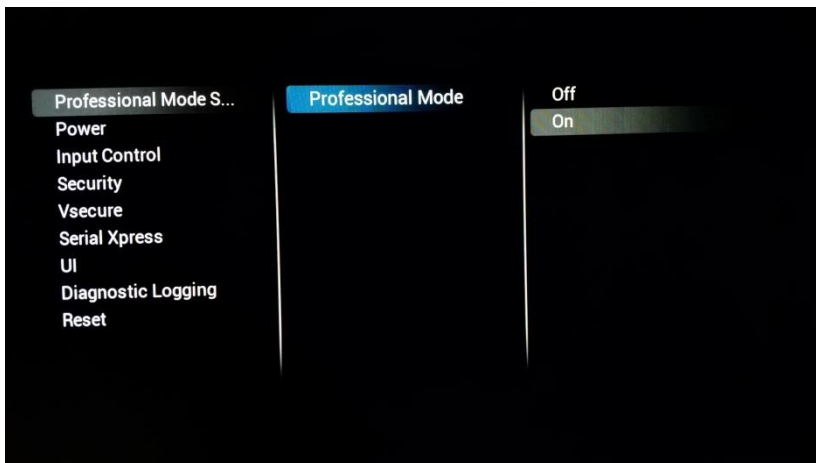 Professional Mode S...
Power
Input Control
Security
Vsecure
Serial Xpress
UI
Diagnostic Logging
Reset
Professional Mode
Off
On